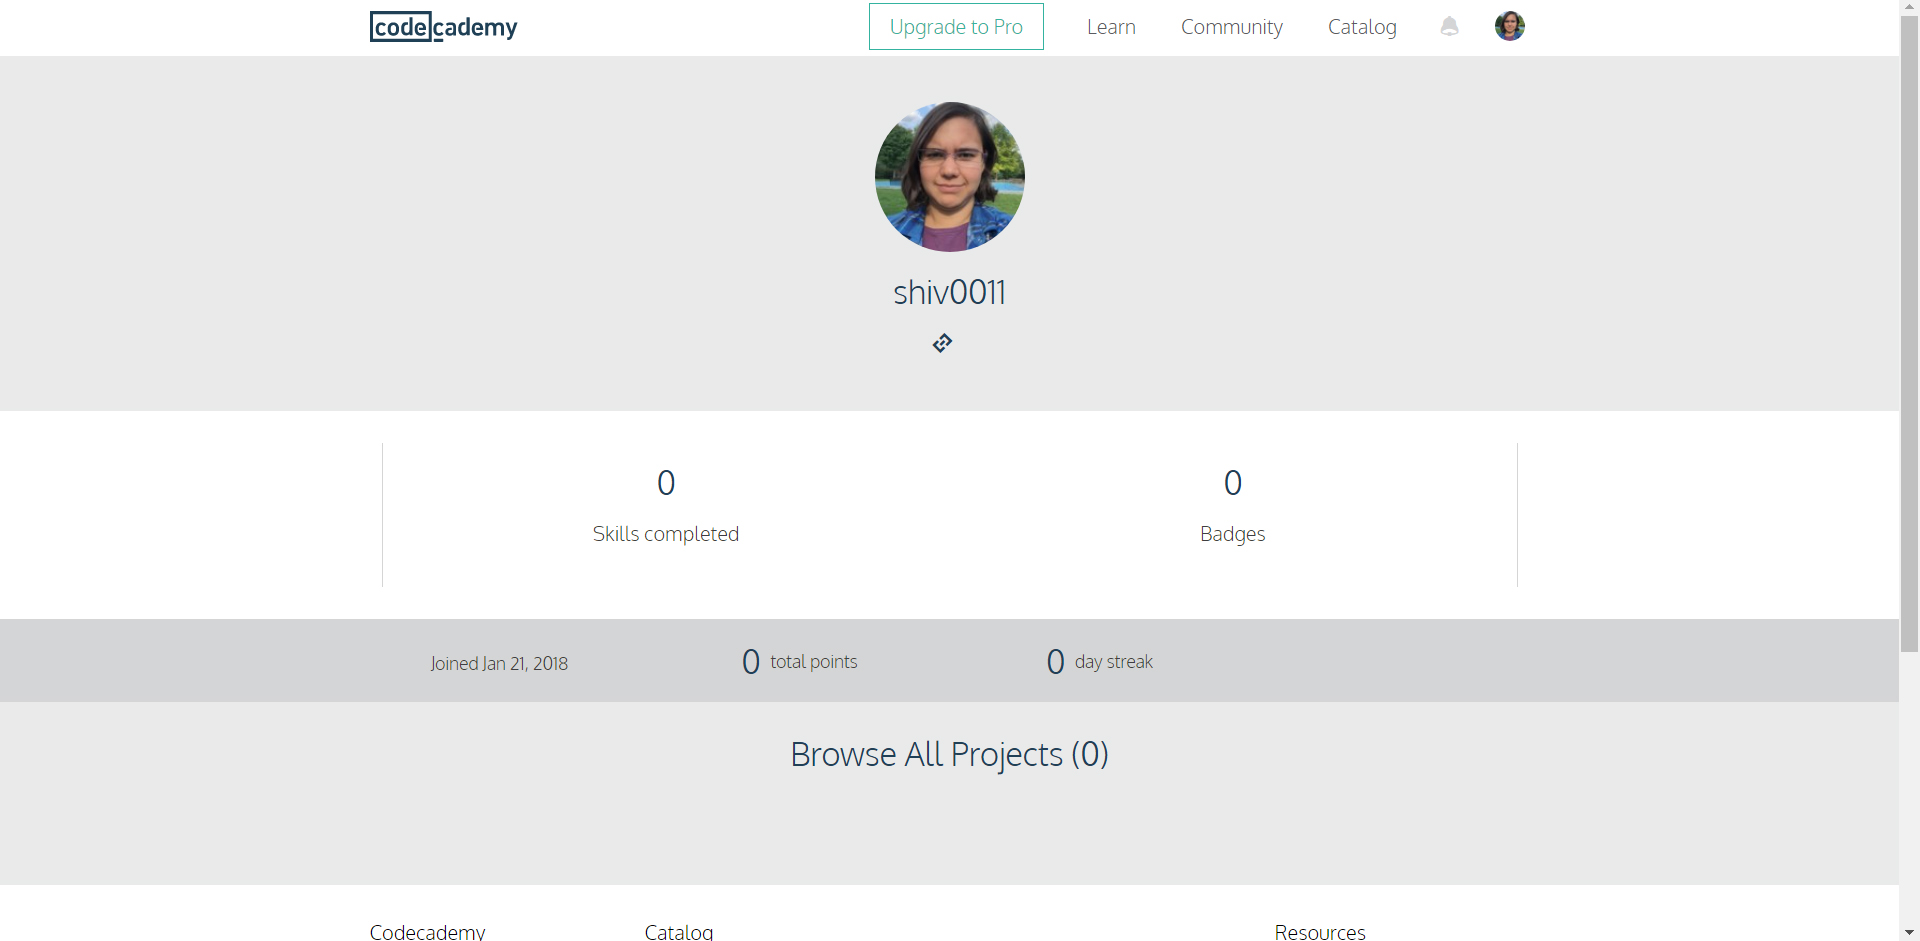 codecademy
Upgrade to Pro
Learn
Community
Catalog
shiv0011
0
Skills completed
0
Badges
Joined Jan 21, 2018
0 total points
0 day streak
Browse All Projects (0)
Codecademy
Catalog
Resources